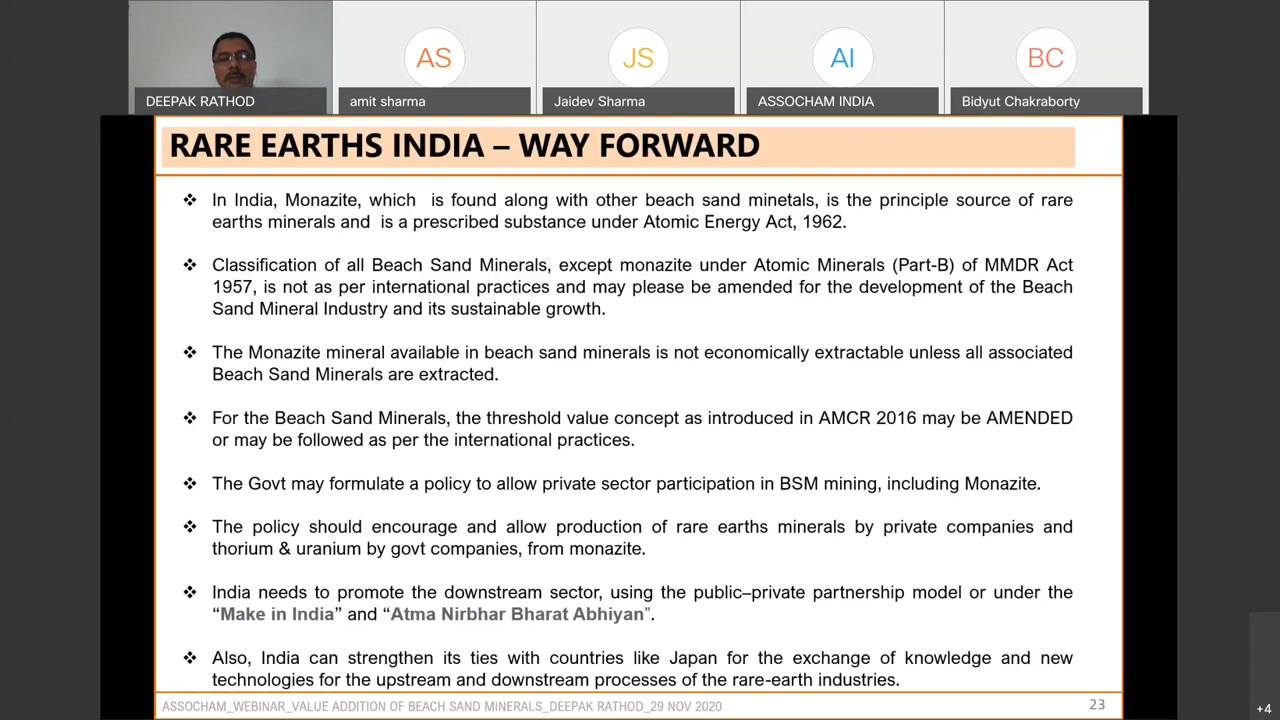 AS
JS
AI
BC
DEEPAK RATHOD
amit sharma
Jaidev Sharma
ASSOCHAM INDIA
Bidyut Chakraborty
RARE EARTHS INDIA – WAY FORWARD
❖ In India, Monazite, which is found along with other beach sand minetals, is the principle source of rare
earths minerals and is a prescribed substance under Atomic Energy Act, 1962.
❖ Classification of all Beach Sand Minerals, except monazite under Atomic Minerals (Part-B) of MMDR Act
1957, is not as per international practices and may please be amended for the development of the Beach
Sand Mineral Industry and its sustainable growth.
❖ The Monazite mineral available in beach sand minerals is not economically extractable unless all associated
Beach Sand Minerals are extracted.
❖ For the Beach Sand Minerals, the threshold value concept as introduced in AMCR 2016 may be AMENDED
or may be followed as per the international practices.
❖ The Govt may formulate a policy to allow private sector participation in BSM mining, including Monazite.
❖ The policy should encourage and allow production of rare earths minerals by private companies and
thorium & uranium by govt companies, from monazite.
❖ India needs to promote the downstream sector, using the public–private partnership model or under the
“Make in India” and “Atma Nirbhar Bharat Abhiyan”.
❖ Also, India can strengthen its ties with countries like Japan for the exchange of knowledge and new
technologies for the upstream and downstream processes of the rare-earth industries.
ASSOCHAM_WEBINAR_VALUE ADDITION OF BEACH SAND MINERALS_DEEPAK RATHOD_29 NOV 2020
23
+4